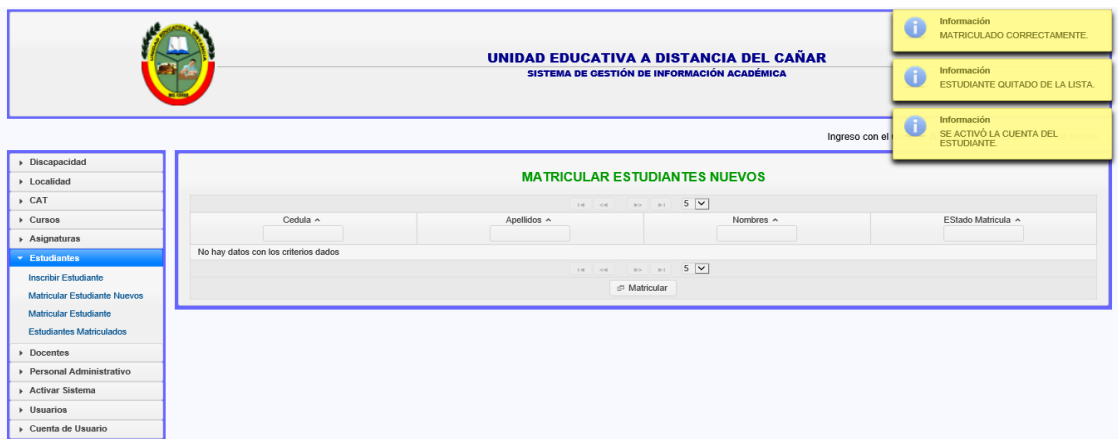 UNIDAD EDUCATIVA A DISTANCIA DEL CAÑAR
SISTEMA DE GESTIÓN DE INFORMACIÓN ACADÉMICA
Información
MATRICULADO CORRECTAMENTE.
Información
ESTUDIANTE QUITADO DE LA LISTA.
Información
SE ACTIVÓ LA CUENTA DEL
ESTUDIANTE.
Ingreso con el
Discapacidad
Localidad
CAT
Cursos
Asignaturas
Estudiantes
Inscribir Estudiante
Matricular Estudiante Nuevos
Matricular Estudiante
Estudiantes Matriculados
Docentes
Personal Administrativo
Activar Sistema
Usuarios
Cuenta de Usuario
MATRICULAR ESTUDIANTES NUEVOS
5
Cedula Apellidos Nombres EStado Matricula
No hay datos con los criterios dados
5
Matricular